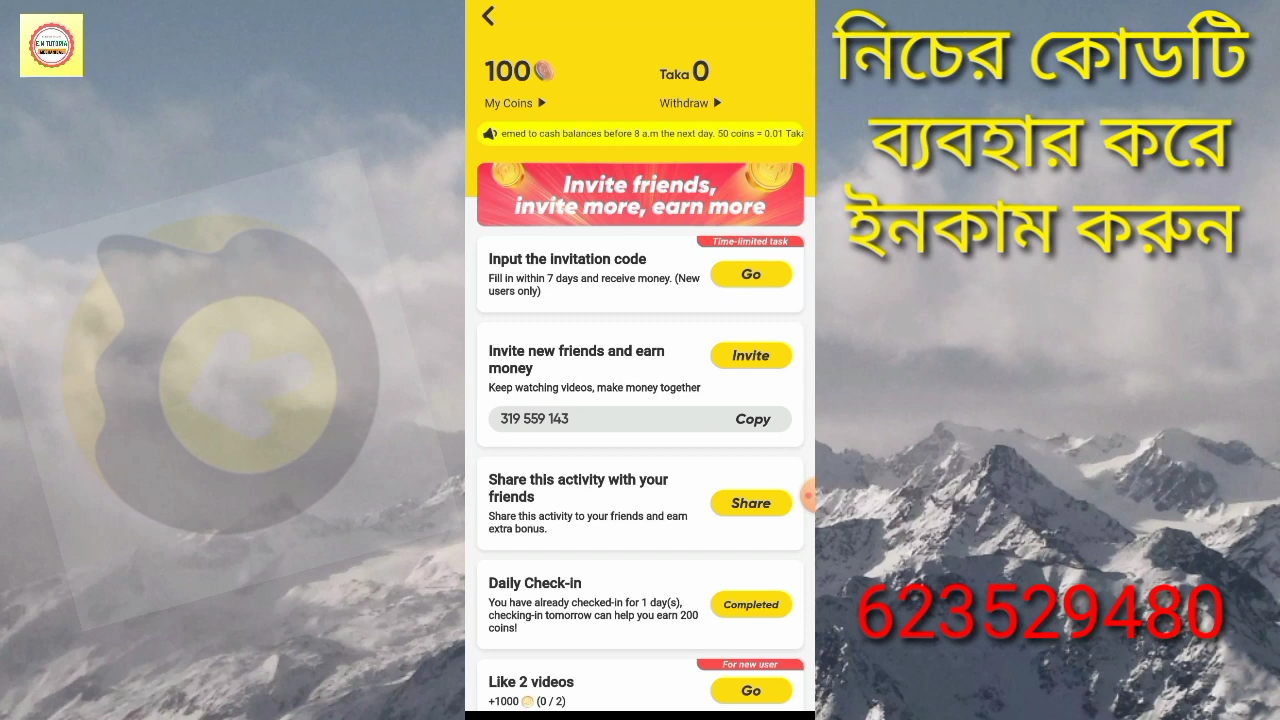 E.H TUTORIA
100
Taka 0
My Coins
Withdraw
emed to cash balances before 8 a.m the next day. 50 coins = 0.01 Taka
Invite friends,
invite more, earn more
Time-limited task
Input the invitation code
Fill in within 7 days and receive money. (New
users only)
Go
Invite new friends and earn
money
Invite
Keep watching videos, make money together
319 559 143
Copy
Share this activity with your
friends
Share this activity to your friends and earn
extra bonus.
Share
Daily Check-in
You have already checked-in for 1 day(s),
checking-in tomorrow can help you earn 200
coins!
Completed
For new user
Like 2 videos
+1000 (0 / 2)
Go
নিচের কোডটি
ব্যবহার করে
ইনকাম করুন
623529480